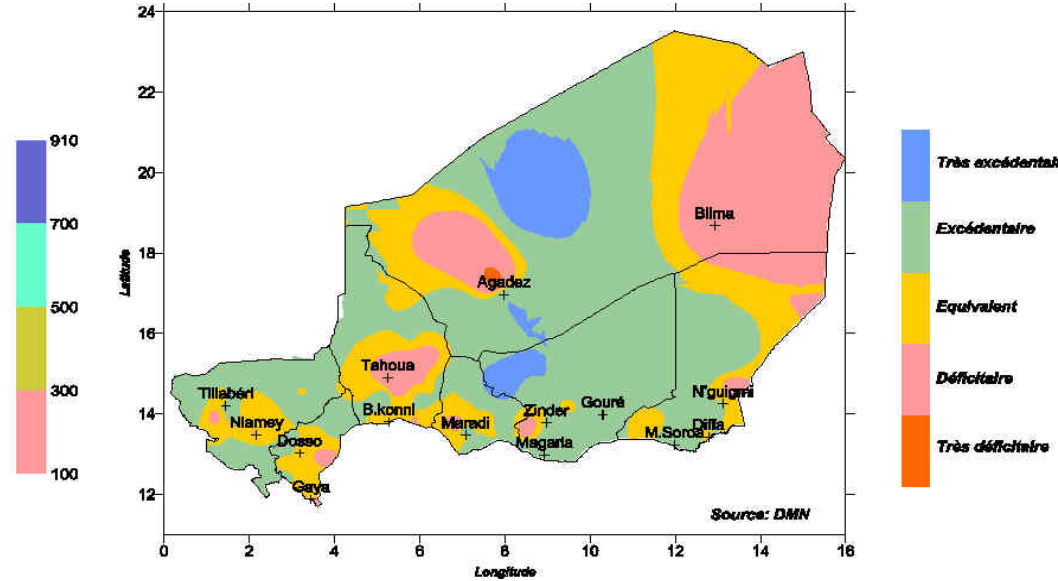 24
22
20
18
16
14
12
Latitude
0 2 4 6 8 10 12 14 16
Longitude
910
700
500
300
100
Bilma
Agadez
Tahoua
Tillabéri
B.konni
Niamey
Maradi
Zinder
Gouré
N'guigmi
Dosso
Magaria
M.Soroa
Diffa
Gaya
Source: DMN
Très excédentai
Excédentaire
Equivalent
Déficitaire
Très déficitaire